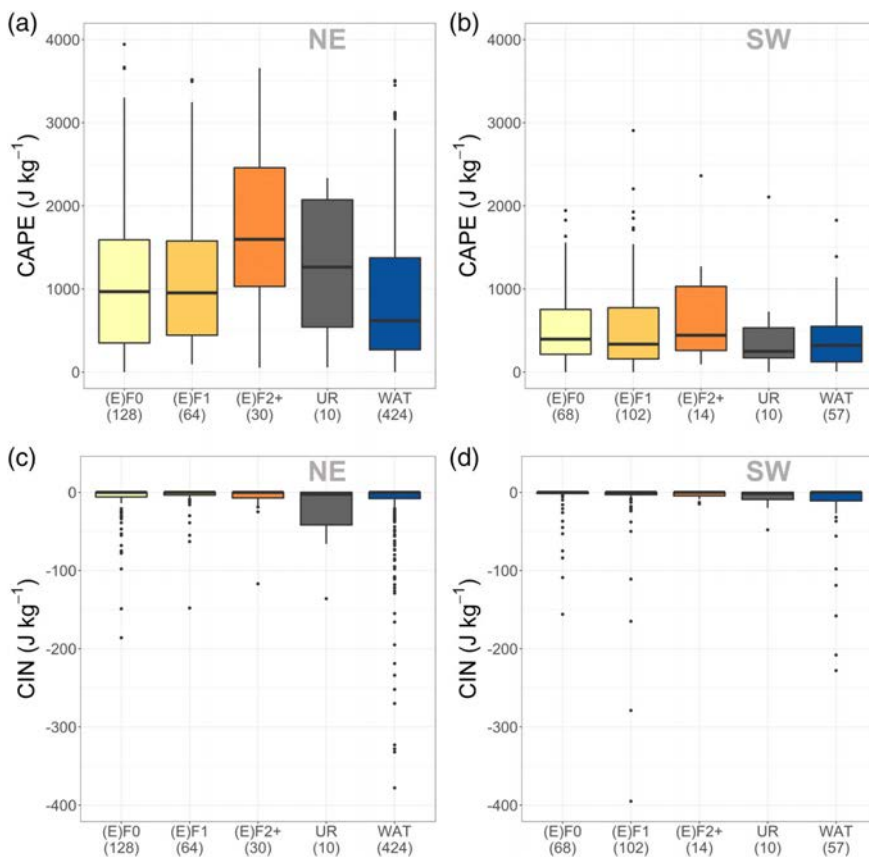 (a)
NE
CAPE (J kg⁻¹)
4000
3000
2000
1000
0
(E)F0 (E)F1 (E)F2+ UR WAT
(128) (64) (30) (10) (424)
(b)
SW
CAPE (J kg⁻¹)
4000
3000
2000
1000
0
(E)F0 (E)F1 (E)F2+ UR WAT
(68) (102) (14) (10) (57)
(c)
NE
CIN (J kg⁻¹)
0
-100
-200
-300
-400
(E)F0 (E)F1 (E)F2+ UR WAT
(128) (64) (30) (10) (424)
(d)
SW
CIN (J kg⁻¹)
0
-100
-200
-300
-400
(E)F0 (E)F1 (E)F2+ UR WAT
(68) (102) (14) (10) (57)